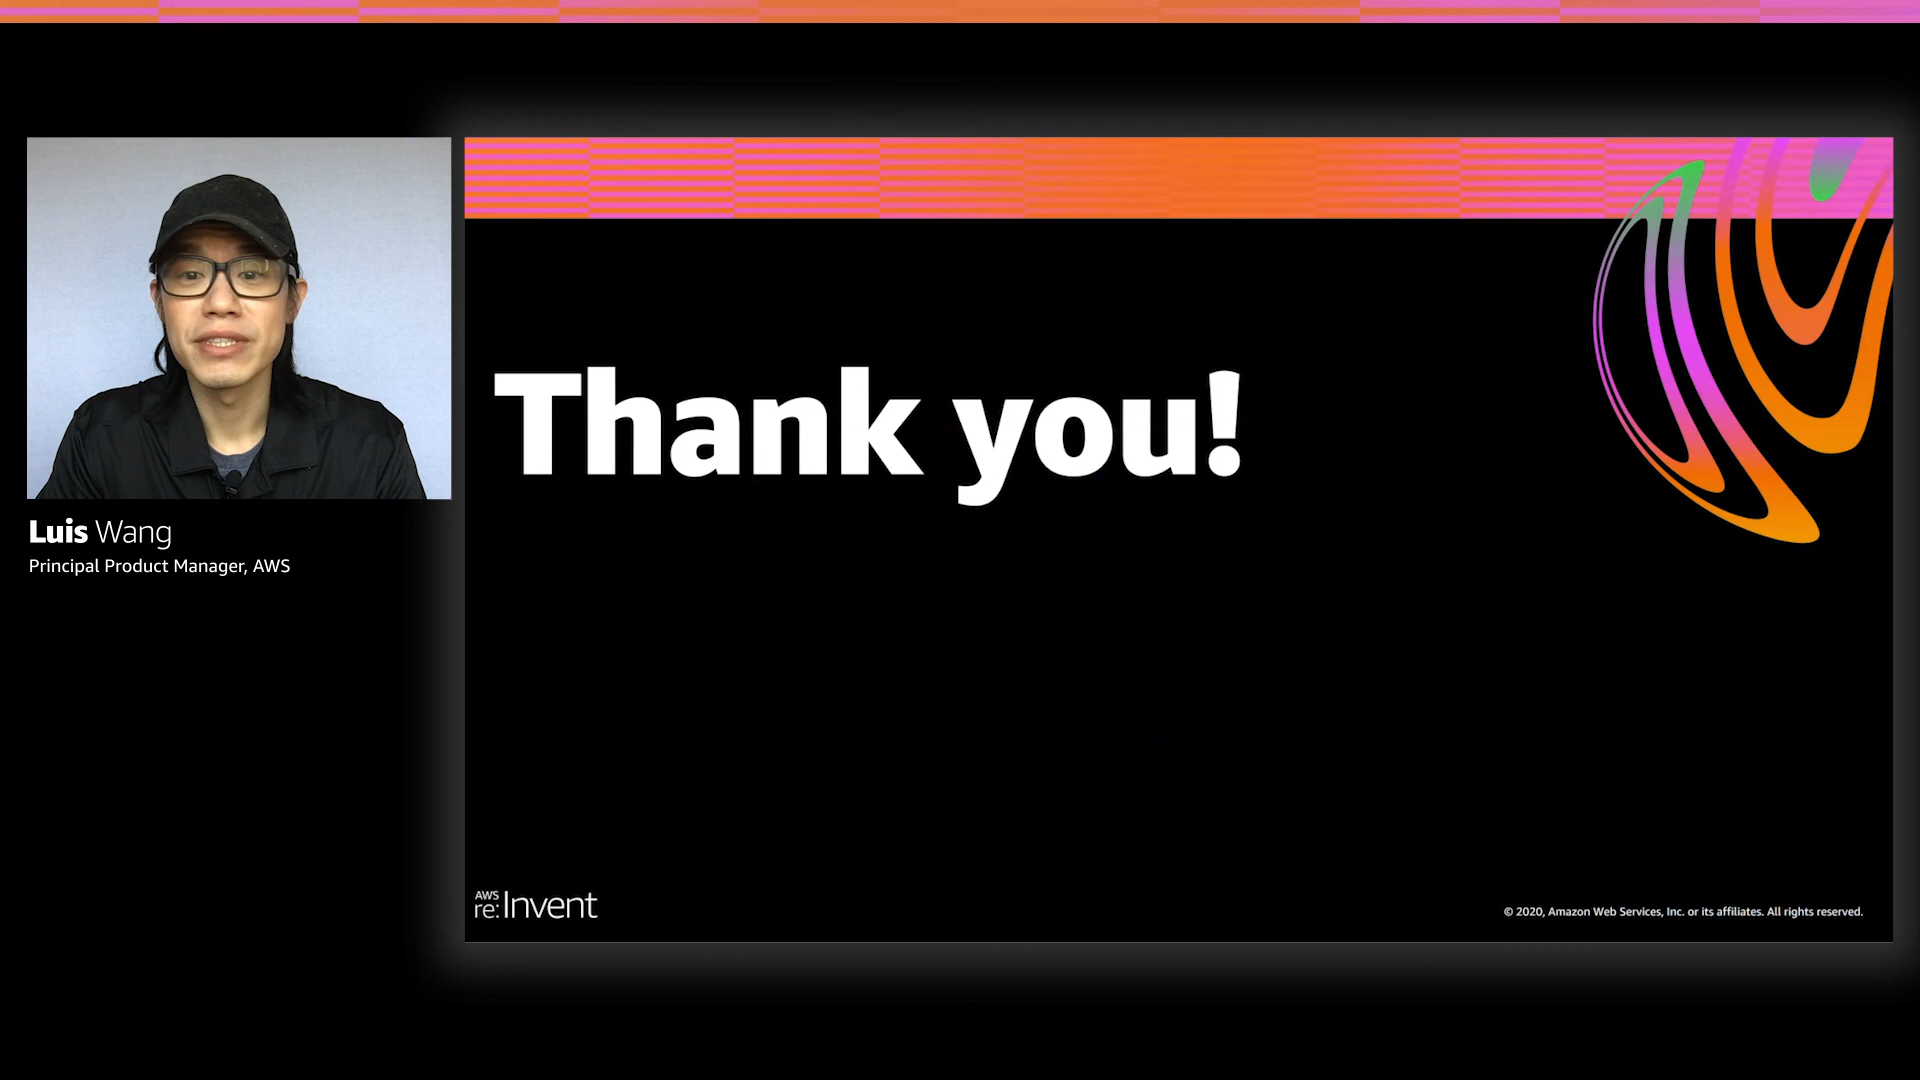 Luis Wang
Principal Product Manager, AWS
Thank you!
AWS
re:Invent
© 2020, Amazon Web Services, Inc. or its affiliates. All rights reserved.